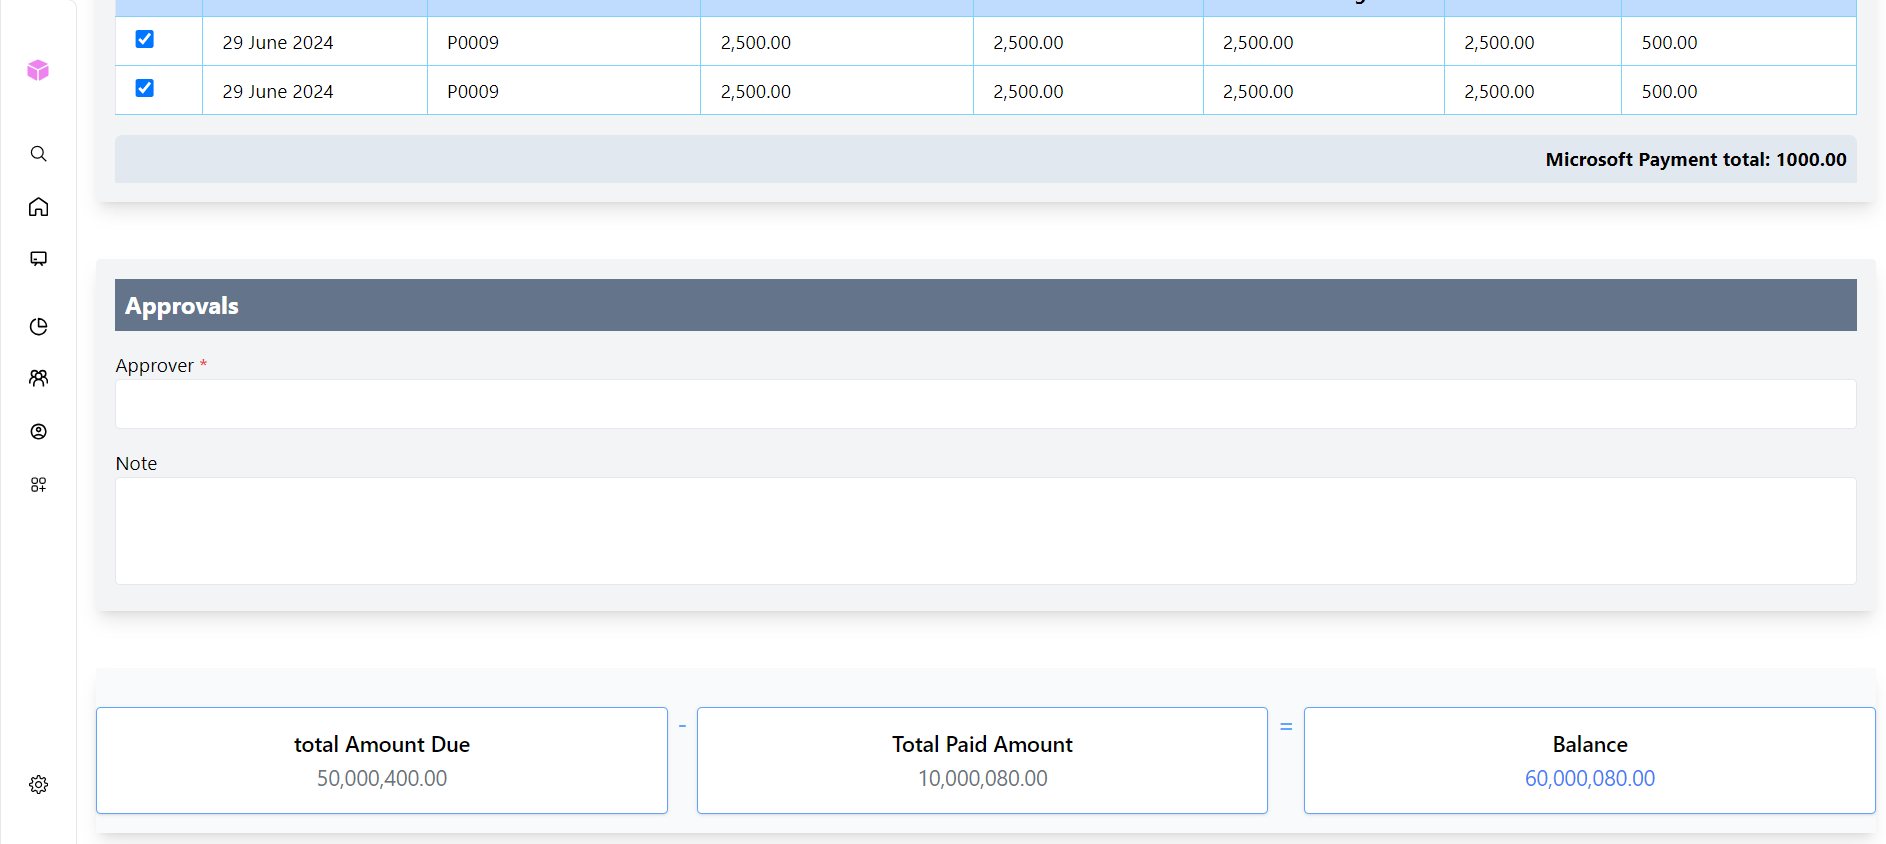 29 June 2024 P0009 2,500.00 2,500.00 2,500.00 2,500.00 500.00
29 June 2024 P0009 2,500.00 2,500.00 2,500.00 2,500.00 500.00
Microsoft Payment total: 1000.00
Approvals
Approver *
Note
total Amount Due - Total Paid Amount = Balance
50,000,400.00 10,000,080.00 60,000,080.00